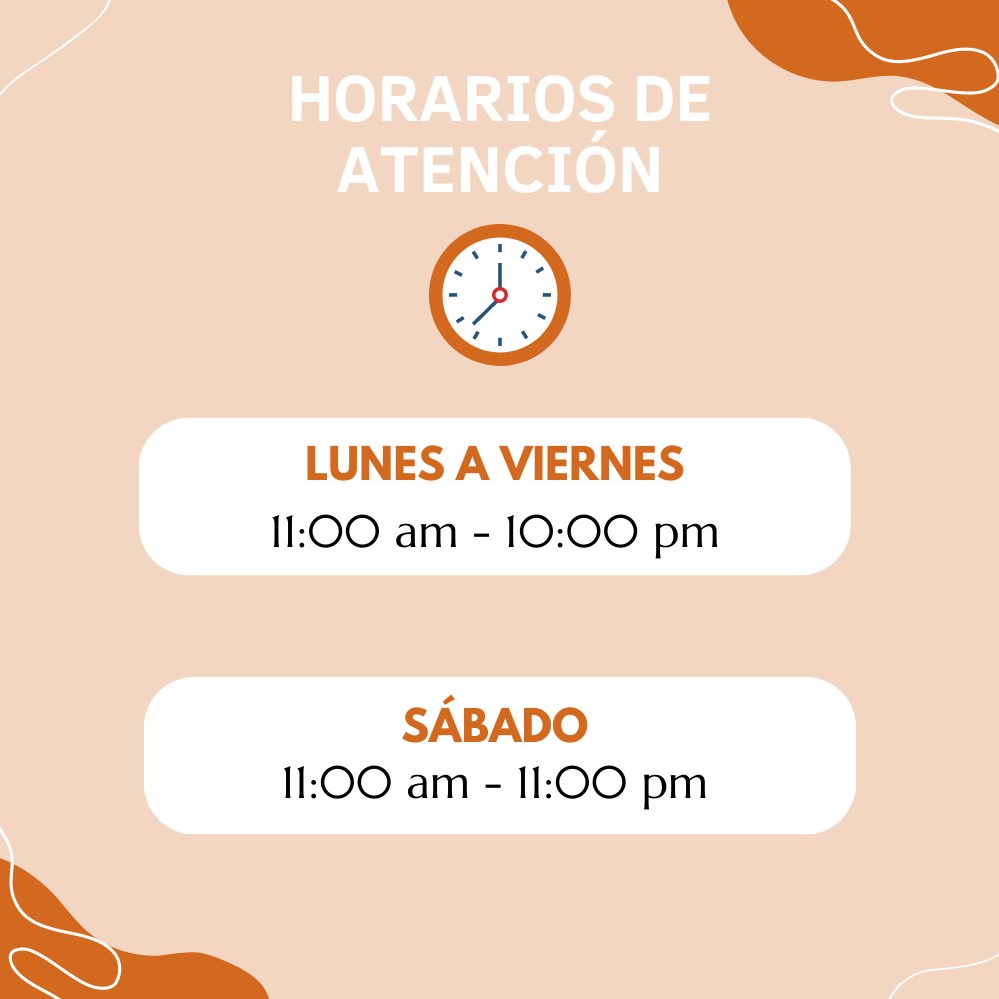 HORARIOS DE
ATENCIÓN
LUNES A VIERNES
11:00 am - 10:00 pm
SÁBADO
11:00 am - 11:00 pm